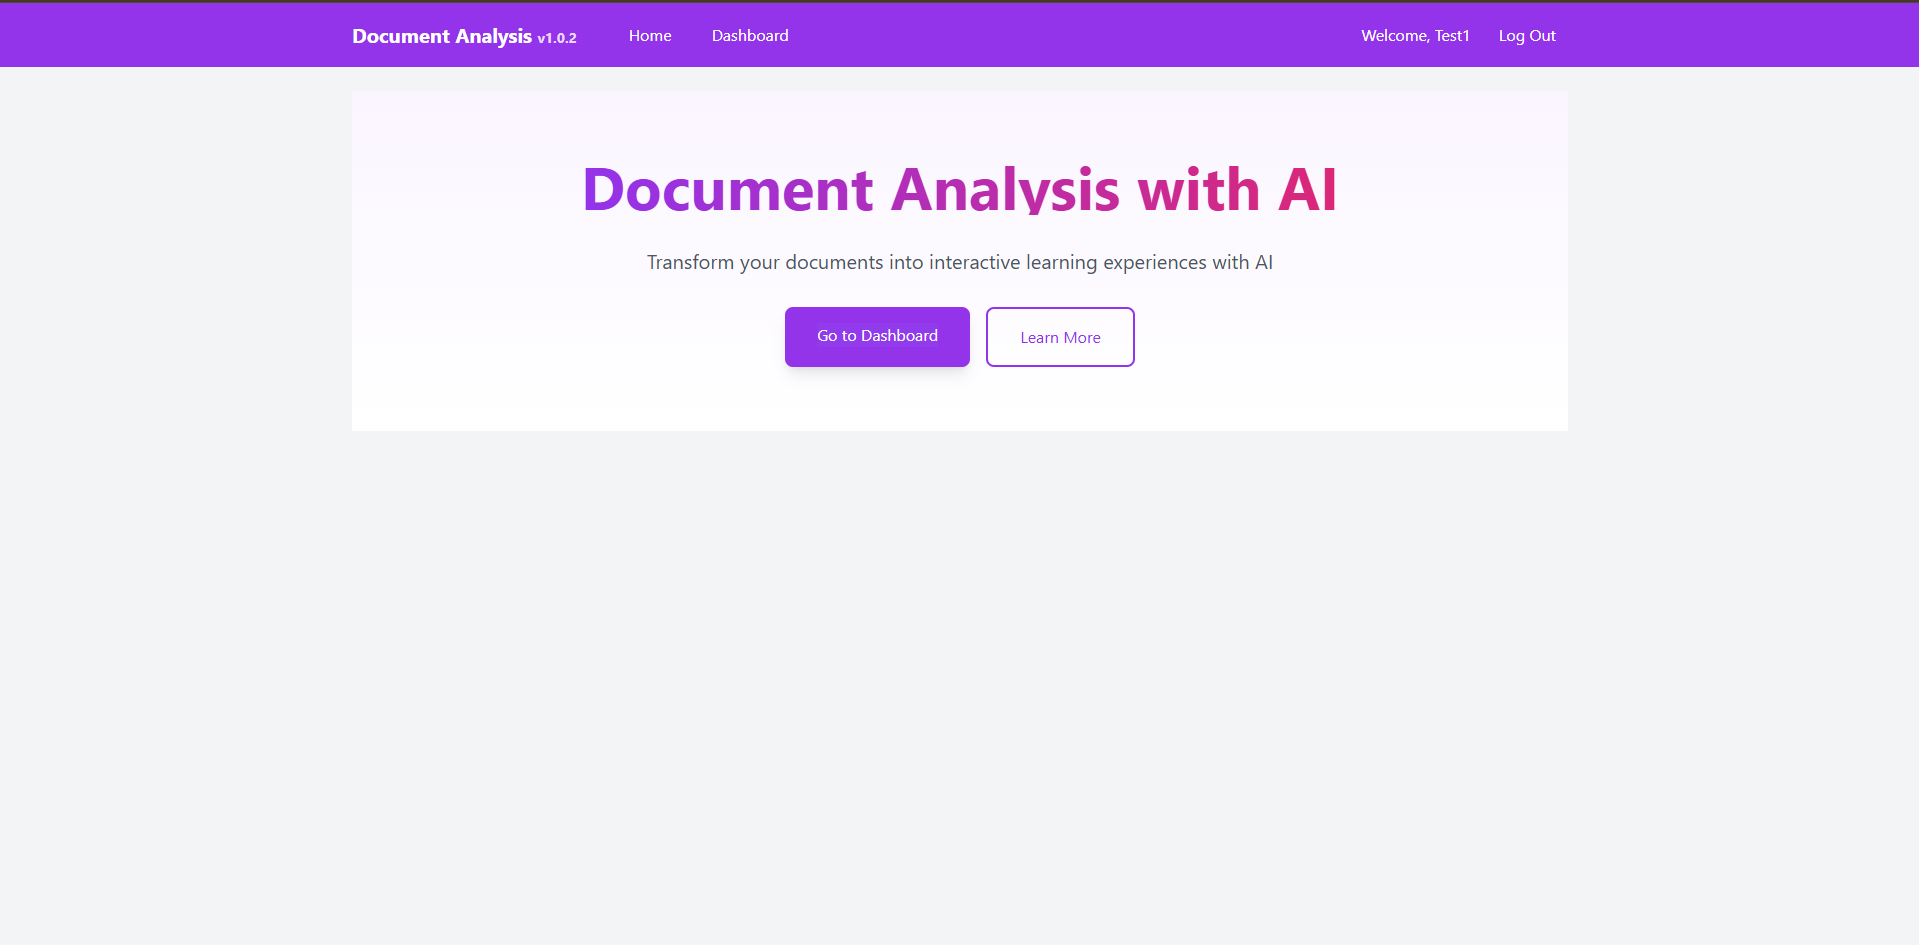 Document Analysis v1.0.2 Home Dashboard Welcome, Test1 Log Out
Document Analysis with AI
Transform your documents into interactive learning experiences with AI
Go to Dashboard Learn More